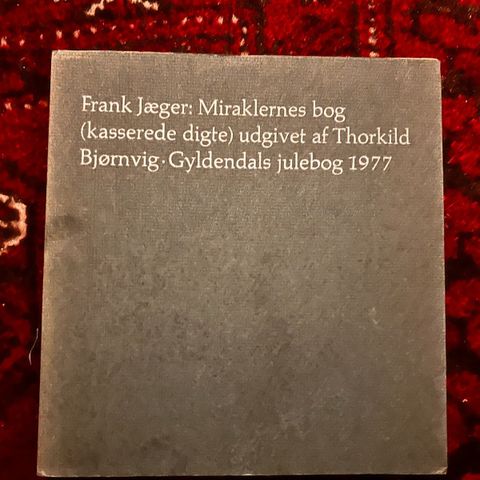 Frank Jæger: Miraklernes bog
(kasserede digte) udgivet af Thorkild
Bjørnvig · Gyldendals julebog 1977